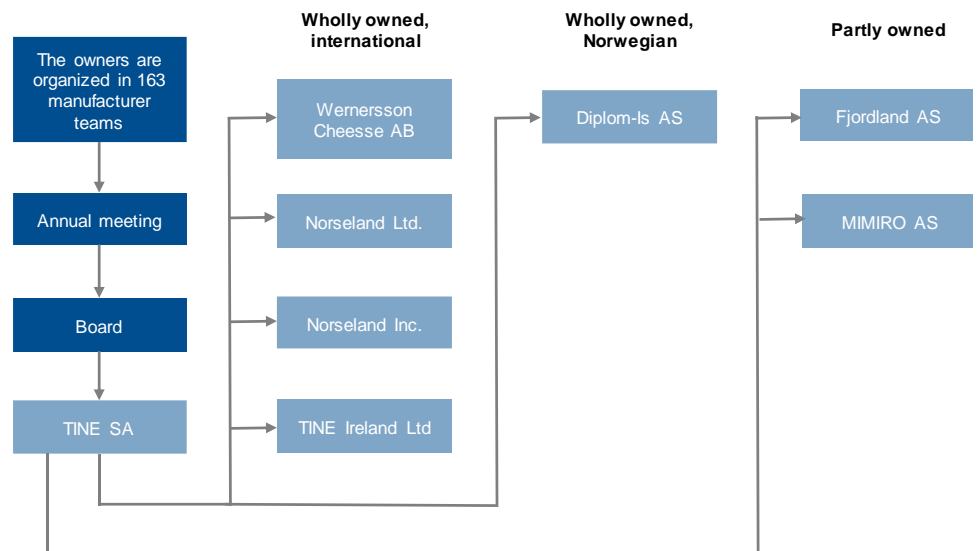 The owners are
organized in 163
manufacturer
teams
Annual meeting
Board
TINE SA
Wholly owned,
international
Wernersson
Cheesse AB
Norseland Ltd.
Norseland Inc.
TINE Ireland Ltd
Wholly owned,
Norwegian
Diplom-Is AS
Partly owned
Fjordland AS
MIMIRO AS